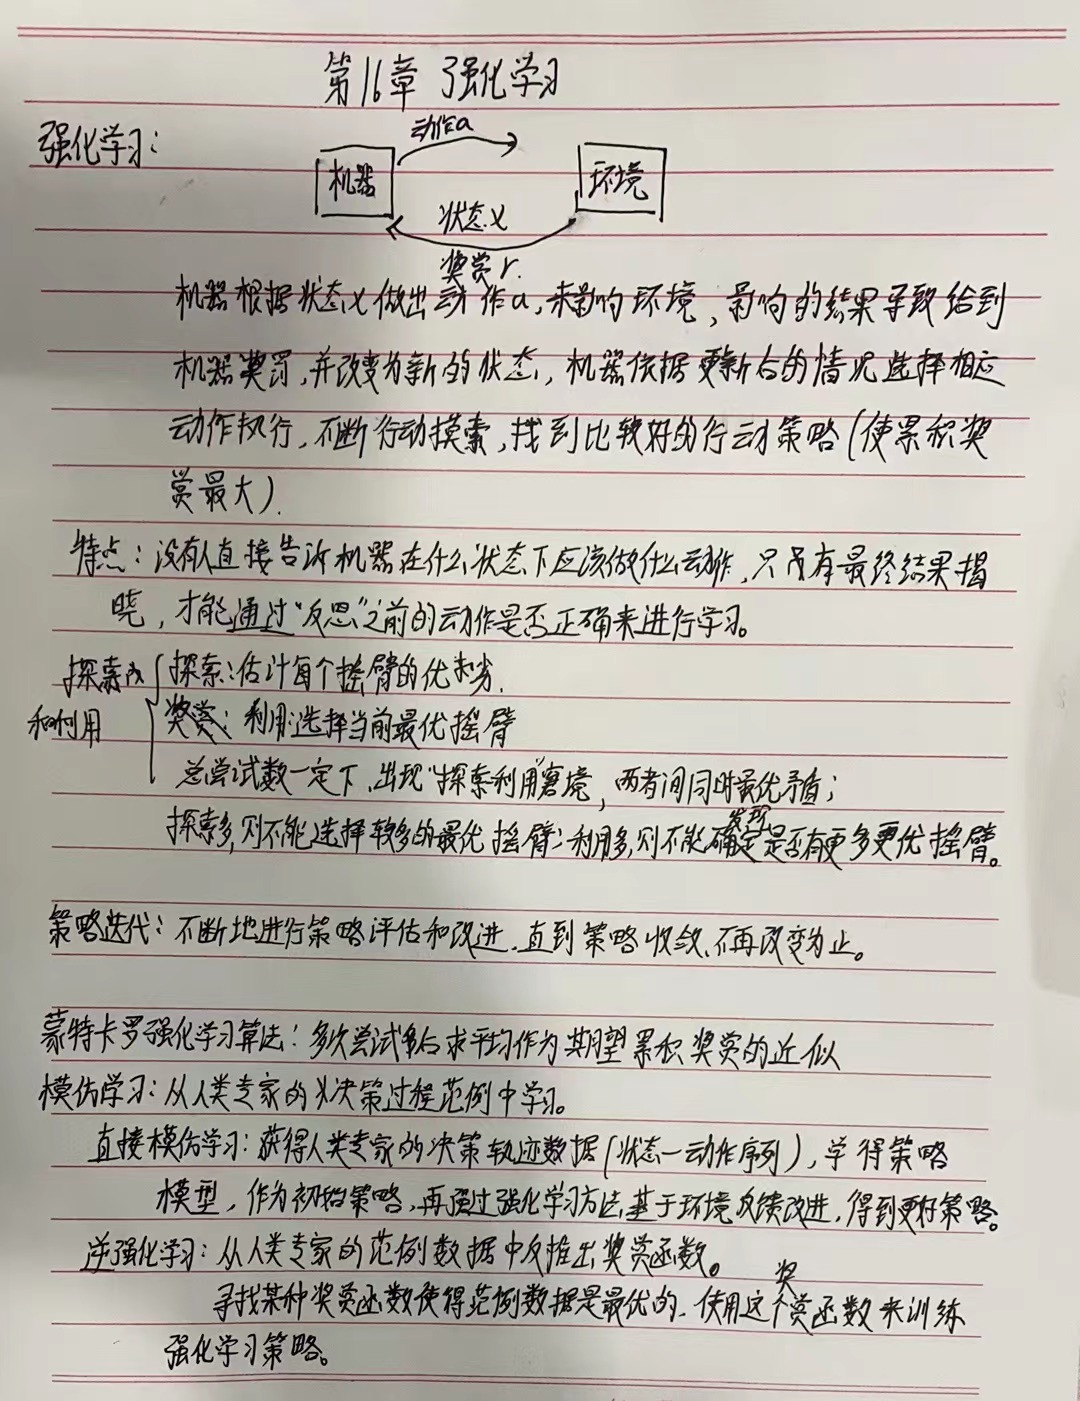 第16章 强化学习
强化学习:
动作a
机器
环境
状态x
奖赏r.
机器根据状态x做出动作a,来影响环境,影响的结果导致给到
机器奖罚,并改变为新的状态,机器依据更新后的情况选择相应
动作执行,不断行动摸索,找到比较好的行动策略(使累积奖
赏最大).
特点:没有人直接告诉机器在什么状态下应该做什么动作,只有最终结果揭
晓,才能通过“反思”之前的动作是否正确来进行学习。
探索
和利用
探索:估计每个摇臂的优劣.
利用:选择当前最优摇臂
总尝试数一定下,出现“探索利用”窘境,两者间同时最优矛盾;
探索多,则不能选择较多的最优摇臂;利用多,则不能发现是否有更多更优摇臂。
策略迭代:不断地进行策略评估和改进,直到策略收敛,不再改变为止。
蒙特卡罗强化学习算法:多次尝试后求平均作为期望累积奖赏的近似
模仿学习:从人类专家的决策过程范例中学习。
直接模仿学习:获得人类专家的决策轨迹数据(状态—动作序列),学得策略
模型,作为初始策略,再通过强化学习方法,基于环境反馈改进,得到更好策略。
逆强化学习:从人类专家的范例数据中反推出奖赏函数。
寻找某种奖赏函数使得范例数据是最优的,使用这个奖赏函数来训练
强化学习策略。